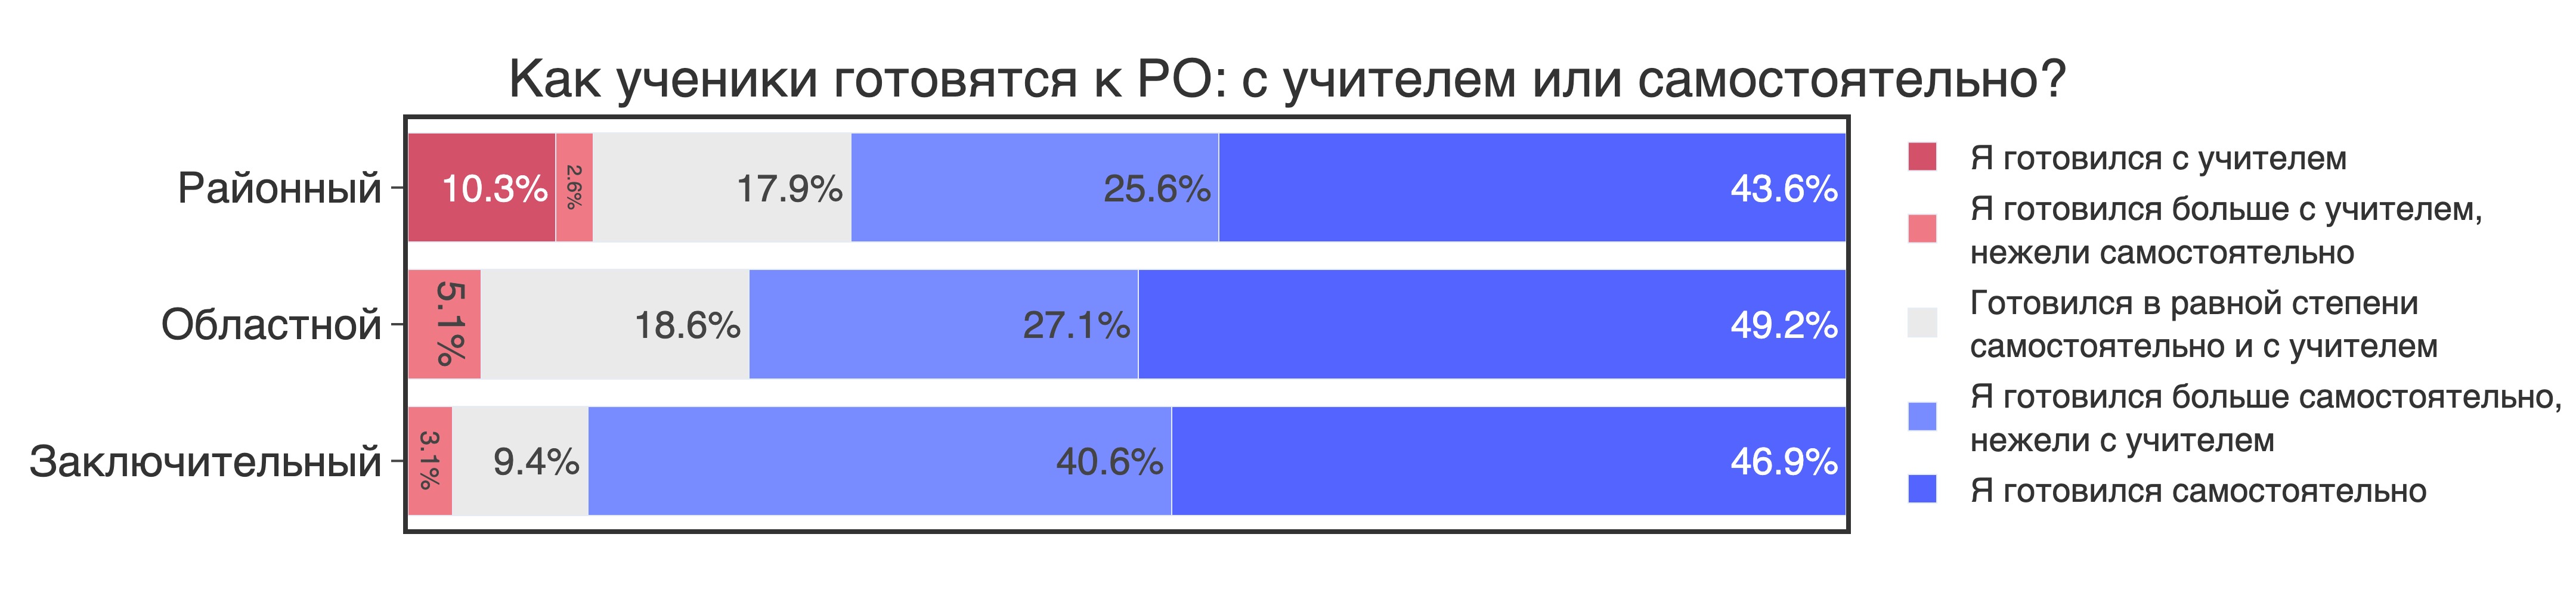 Как ученики готовятся к РО: с учителем или самостоятельно?
Районный
10.3%
2.6%
17.9%
25.6%
43.6%
Областной
5.1%
18.6%
27.1%
49.2%
Заключительный
3.1%
9.4%
40.6%
46.9%
Я готовился с учителем
Я готовился больше с учителем,
нежели самостоятельно
Готовился в равной степени
самостоятельно и с учителем
Я готовился больше самостоятельно,
нежели с учителем
Я готовился самостоятельно